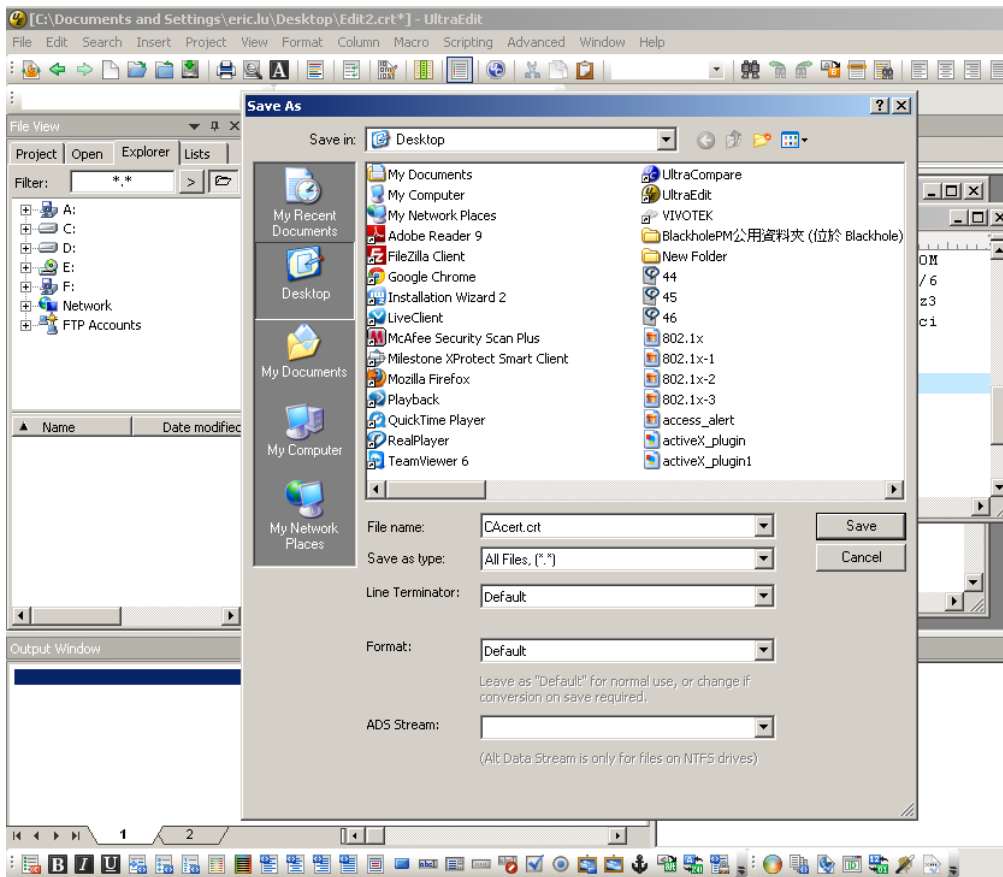 [C:\Documents and Settings\eric.lu\Desktop\Edit2.crt*] - UltraEdit
File Edit Search Insert Project View Format Column Macro Scripting Advanced Window Help
File View
Project Open Explorer Lists
Filter: *.* >
A:
C:
D:
E:
F:
Network
FTP Accounts
Name Date modified
Save As
Save in: Desktop
My Recent
Documents
Desktop
My Documents
My Computer
My Network
Places
My Documents
My Computer
My Network Places
Adobe Reader 9
FileZilla Client
Google Chrome
Installation Wizard 2
LiveClient
McAfee Security Scan Plus
Milestone XProtect Smart Client
Mozilla Firefox
Playback
QuickTime Player
RealPlayer
TeamViewer 6
UltraCompare
UltraEdit
VIVOTEK
BlackholePM公用資料夾 (位於 Blackhole)
New Folder
44
45
46
802.1x
802.1x-1
802.1x-2
802.1x-3
access_alert
activeX_plugin
activeX_plugin1
File name: CAcert.crt Save
Save as type: All Files, (*.*) Cancel
Line Terminator: Default
Format: Default
Leave as "Default" for normal use, or change if
conversion on save required.
ADS Stream:
(Alt Data Stream is only for files on NTFS drives)
OM
/6
z3
ci
Output Window
1 2
B I U